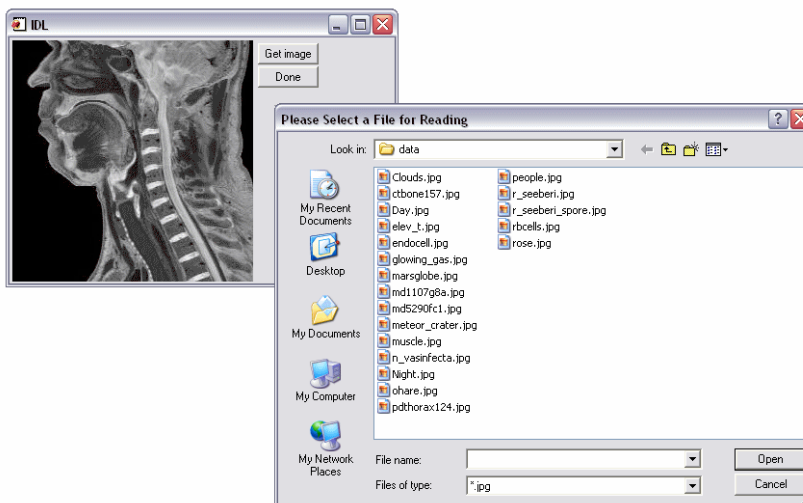 IDL
Get image
Done
Please Select a File for Reading
Look in:
data
My Recent
Documents
Desktop
My Documents
My Computer
My Network
Places
Clouds.jpg
ctbone157.jpg
Day.jpg
elev_t.jpg
endocell.jpg
glowing_gas.jpg
marsglobe.jpg
md1107g8a.jpg
md5290fc1.jpg
meteor_crater.jpg
muscle.jpg
n_vasinfecta.jpg
Night.jpg
ohare.jpg
pdthorax124.jpg
people.jpg
r_seeberi.jpg
r_seeberi_spore.jpg
rbcells.jpg
rose.jpg
File name:
Open
Files of type:
*.jpg
Cancel